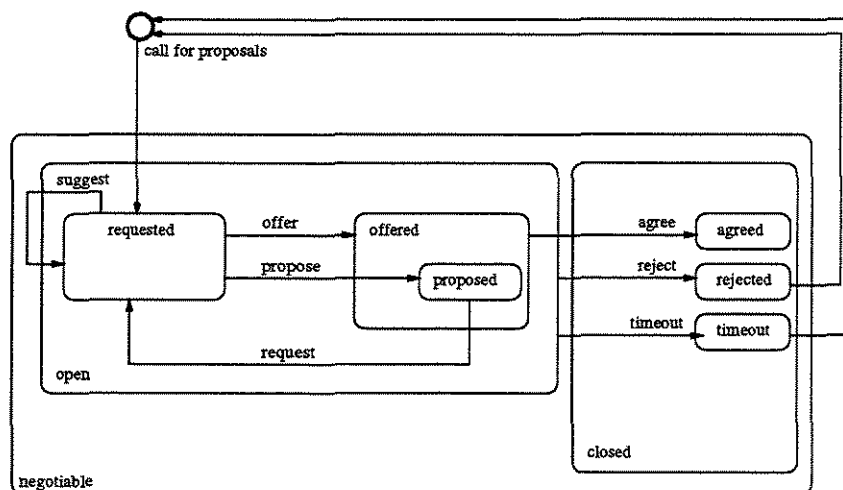 call for proposals
suggest
requested
offer
offered
agree
agreed
propose
proposed
reject
rejected
timeout
timeout
request
open
closed
negotiable